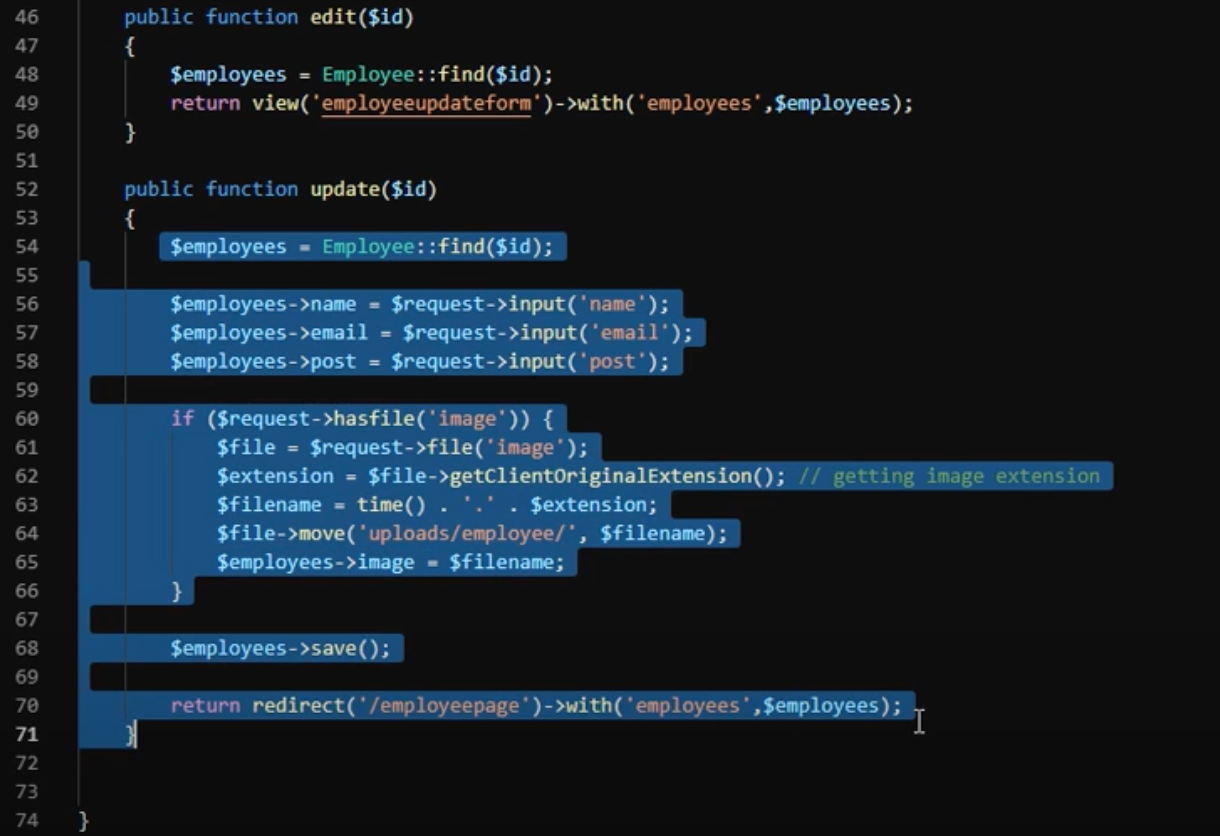 46 public function edit($id)
47 {
48 $employees = Employee::find($id);
49 return view('employeeupdateform')->with('employees',$employees);
50 }
51
52 public function update($id)
53 {
54 $employees = Employee::find($id);
55
56 $employees->name = $request->input('name');
57 $employees->email = $request->input('email');
58 $employees->post = $request->input('post');
59
60 if ($request->hasfile('image')) {
61 $file = $request->file('image');
62 $extension = $file->getClientOriginalExtension(); // getting image extension
63 $filename = time() . '.' . $extension;
64 $file->move('uploads/employee/', $filename);
65 $employees->image = $filename;
66 }
67
68 $employees->save();
69
70 return redirect('/employeepage')->with('employees',$employees);
71 }
72
73
74 }